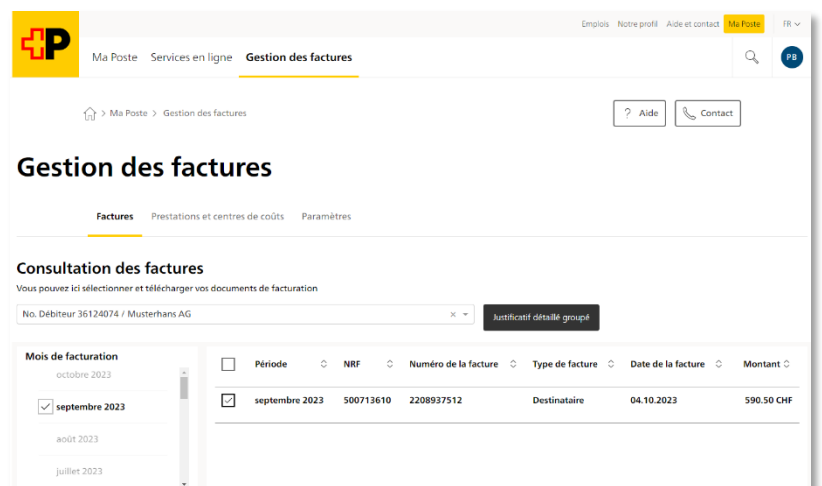 Emplois Notre profil Aide et contact Ma Poste FR
P
Ma Poste Services en ligne Gestion des factures
PB
Ma Poste > Gestion des factures
? Aide Contact
Gestion des factures
Factures Prestations et centres de coûts Paramètres
Consultation des factures
Vous pouvez ici sélectionner et télécharger vos documents de facturation
No. Débiteur 36124074 / Musterhans AG
Justificatif détaillé groupé
Mois de facturation
octobre 2023
septembre 2023
août 2023
juillet 2023
Période NRF Numéro de la facture Type de facture Date de la facture Montant
septembre 2023 500713610 2208937512 Destinataire 04.10.2023 590.50 CHF